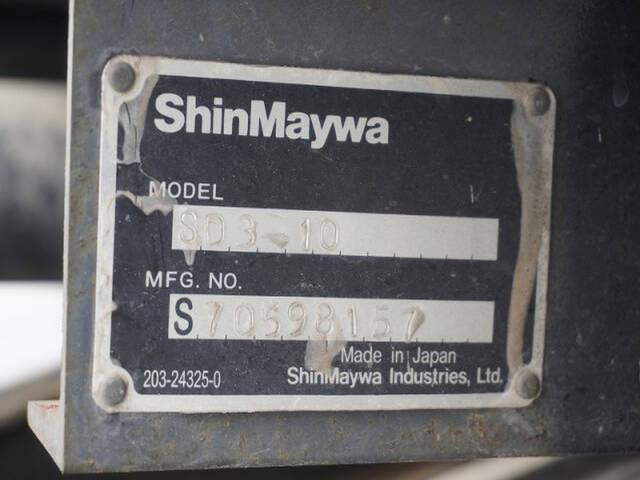 ShinMaywa
MODEL
SD3-10
MFG. NO.
S70598157
Made in Japan
203-24325-0
ShinMaywa Industries, Ltd.